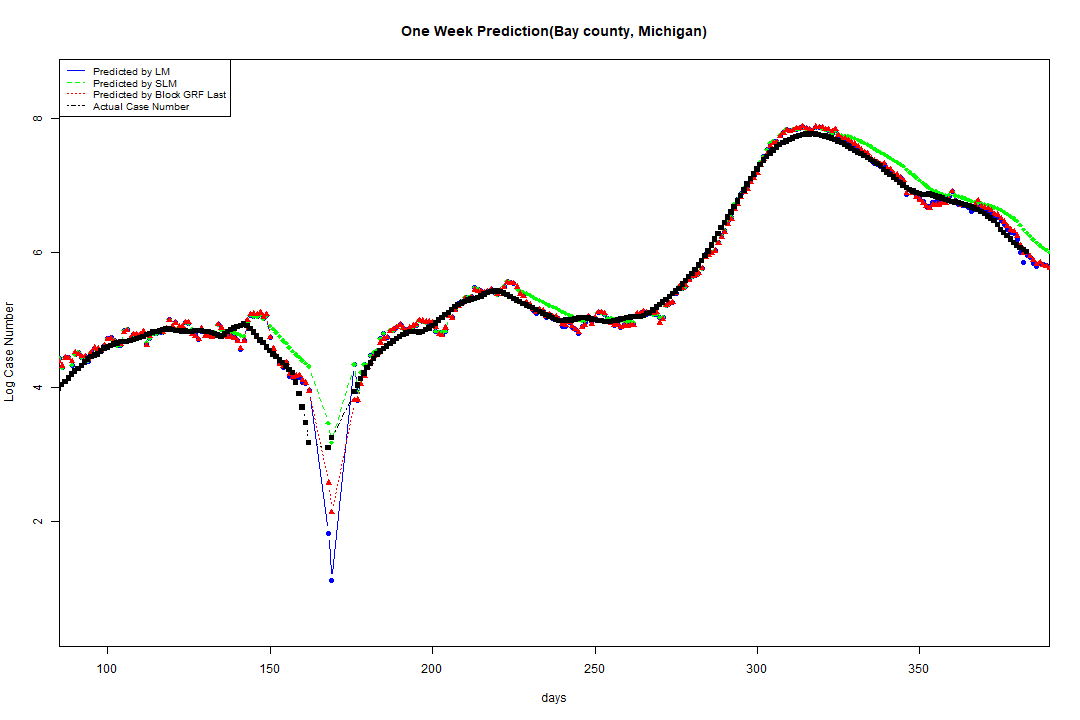 One Week Prediction(Bay county, Michigan)
Predicted by LM
Predicted by SLM
Predicted by Block GRF Last
Actual Case Number
8
6
4
2
Log Case Number
100 150 200 250 300 350
days